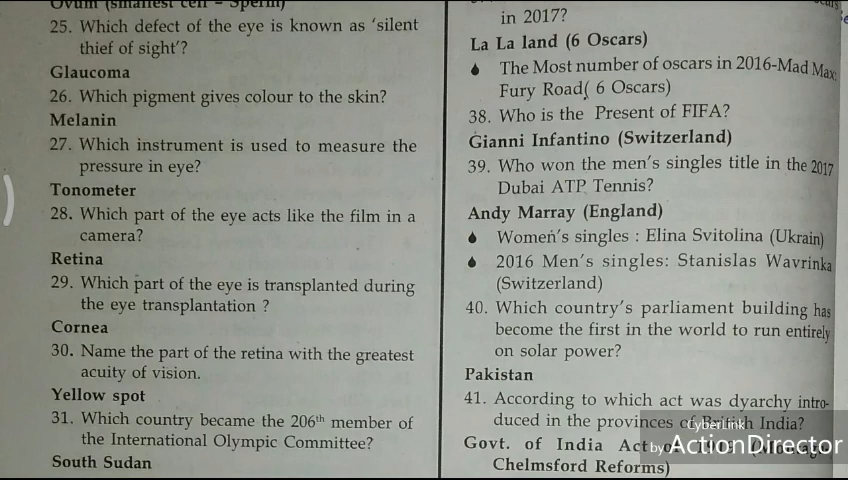 Ovum (smallest cell – Sperm)
25. Which defect of the eye is known as ‘silent
thief of sight’?
Glaucoma
26. Which pigment gives colour to the skin?
Melanin
27. Which instrument is used to measure the
pressure in eye?
Tonometer
28. Which part of the eye acts like the film in a
camera?
Retina
29. Which part of the eye is transplanted during
the eye transplantation ?
Cornea
30. Name the part of the retina with the greatest
acuity of vision.
Yellow spot
31. Which country became the 206th member of
the International Olympic Committee?
South Sudan
in 2017?
La La land (6 Oscars)
The Most number of oscars in 2016-Mad Max:
Fury Road( 6 Oscars)
38. Who is the Present of FIFA?
Gianni Infantino (Switzerland)
39. Who won the men’s singles title in the 2017
Dubai ATP Tennis?
Andy Marray (England)
Women’s singles : Elina Svitolina (Ukrain)
2016 Men’s singles: Stanislas Wavrinka
(Switzerland)
40. Which country’s parliament building has
become the first in the world to run entirely
on solar power?
Pakistan
41. According to which act was dyarchy intro-
duced in the provinces of British India?
Govt. of India Act of
Chelmsford Reforms)
CyberLink
by ActionDirector